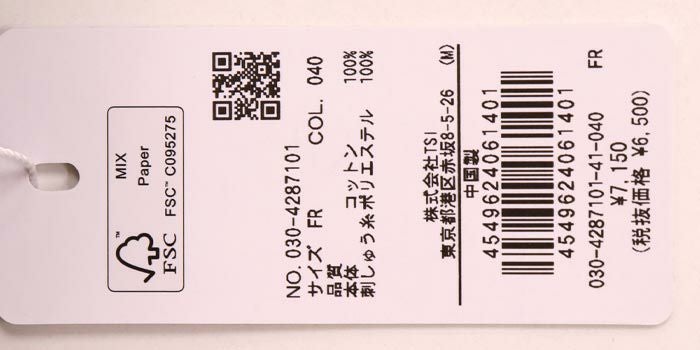 MIX
Paper
FSC™ C095275
™
FSC
NO. 030-4287101
サイズ FR COL. 040
品質
本体 コットン 100%
刺しゅう糸ポリエステル 100%
株式会社TSI
東京都港区赤坂8-5-26 (M)
中国製
4549624061401
4549624061401
030-4287101-41-040 FR
¥7,150
(税抜価格 ¥6,500)